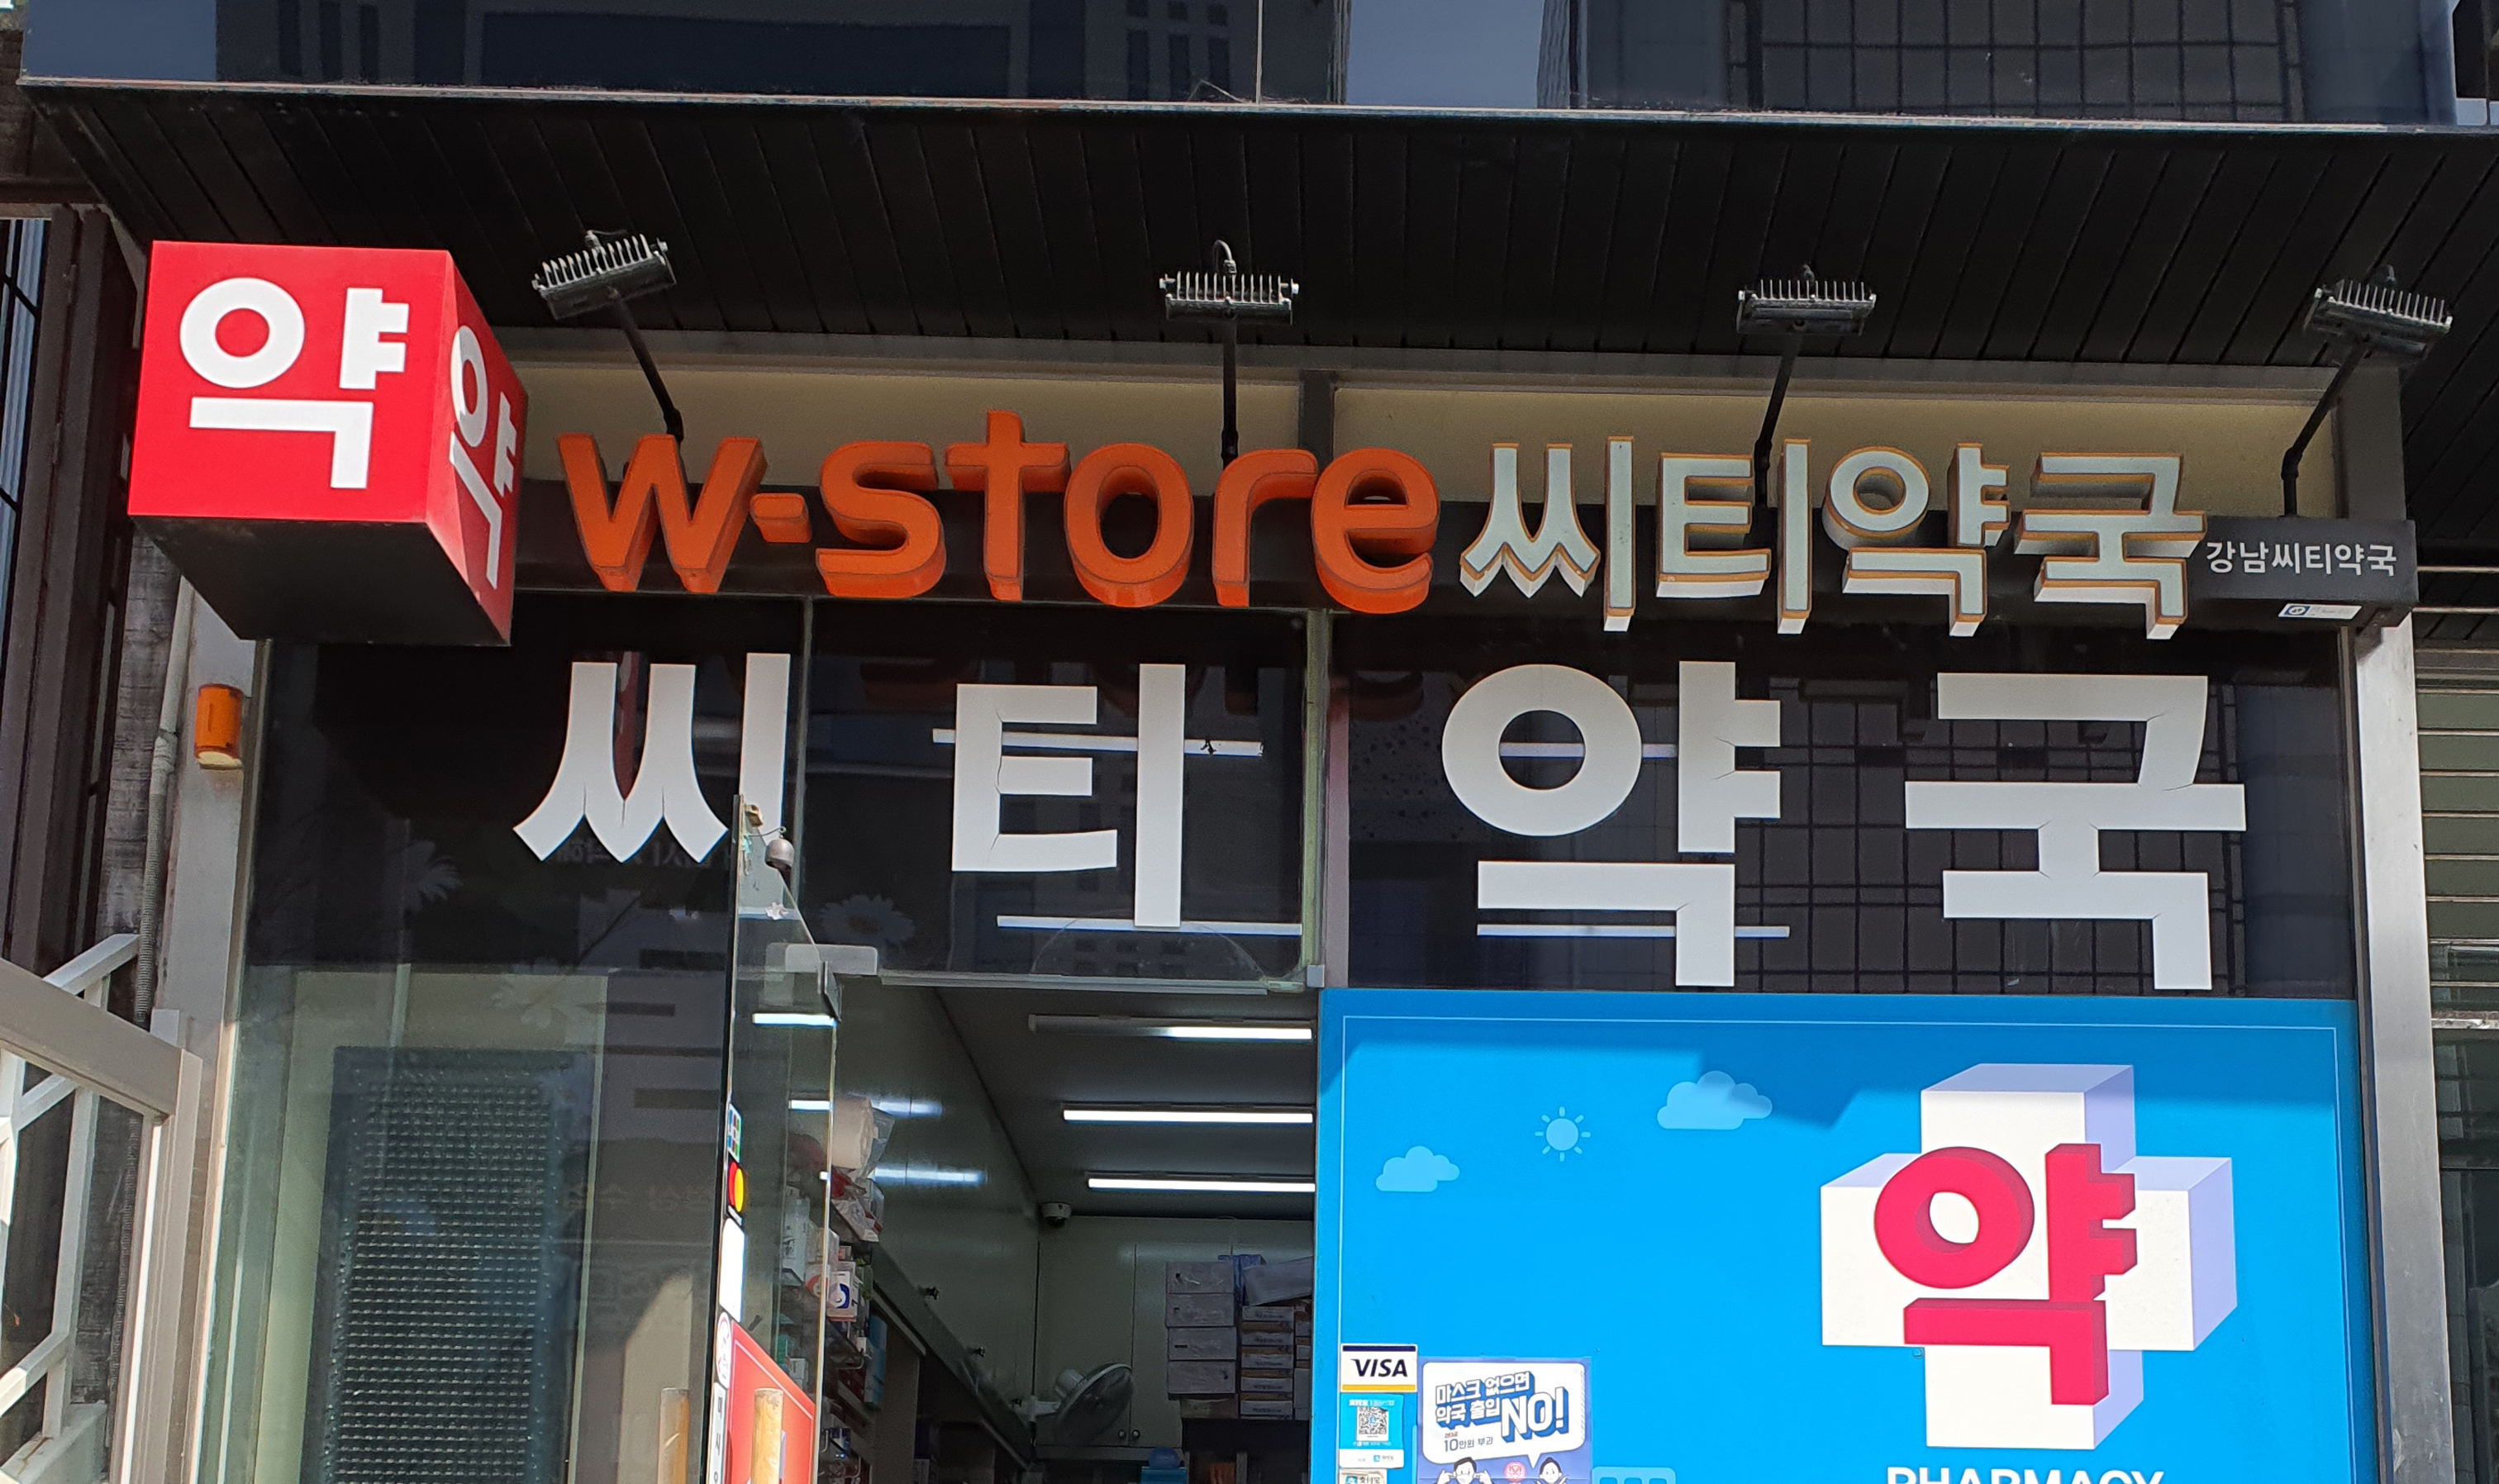 약
약
w-store 씨티약국
강남씨티약국
씨티약국
약
VISA
마스크 없으면
약국 출입 NO!
10만원 부과
PHARMACY